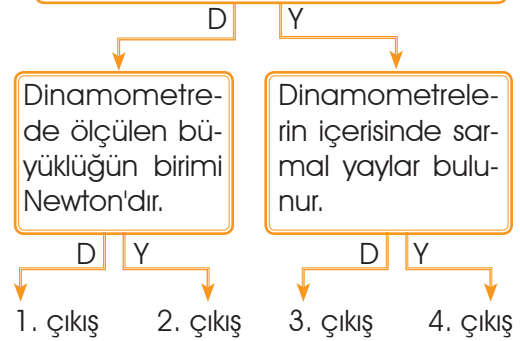 D Y
Dinamometre-
de ölçülen bü-
yüklüğün birimi
Newton'dır.
Dinamometrele-
rin içerisinde sar-
mal yaylar bulu-
nur.
D Y D Y
1. çıkış 2. çıkış 3. çıkış 4. çıkış